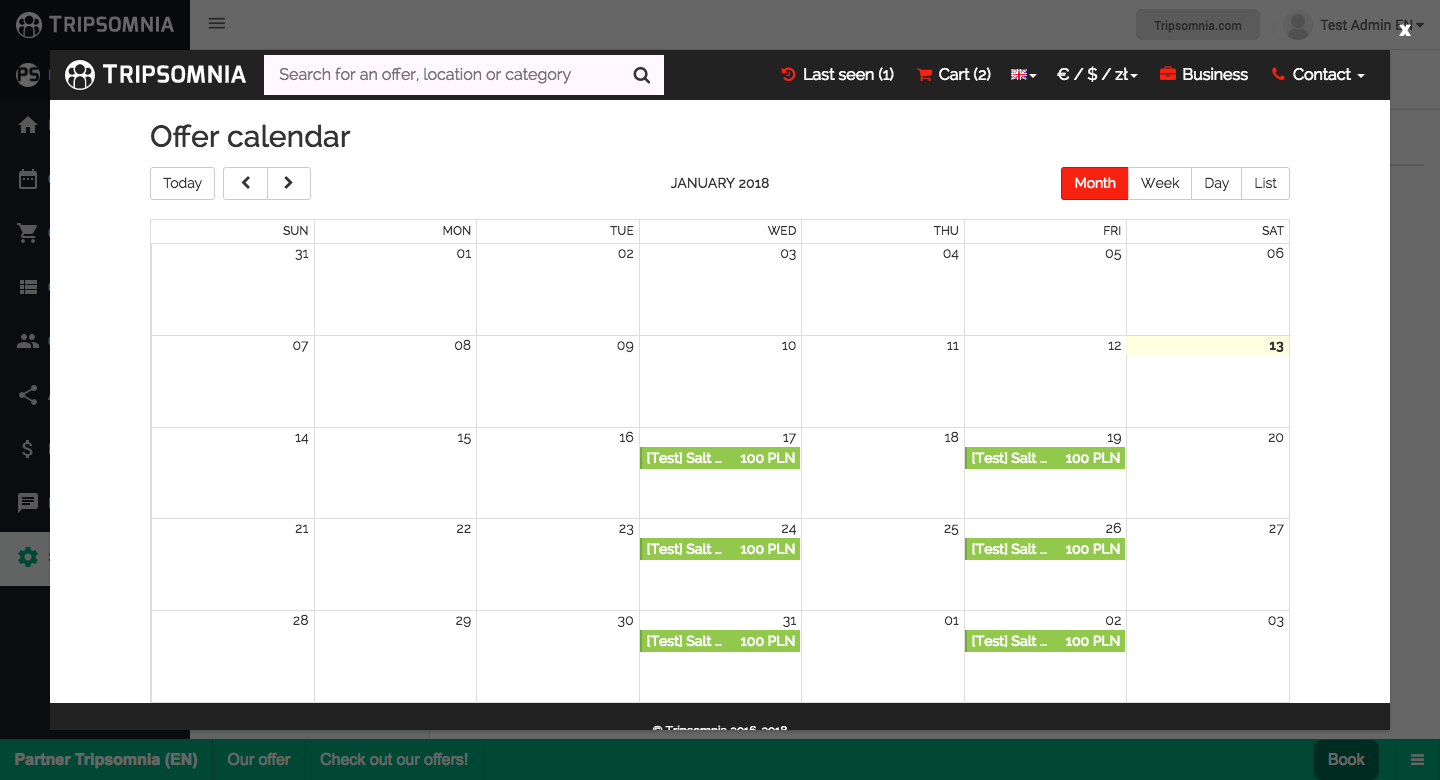 TRIPSOMNIA
Tripsomnia.com
Test Admin EN
x
PS
TRIPSOMNIA
Search for an offer, location or category
Last seen (1)
Cart (2)
€ / $ / zł
Business
Contact
Offer calendar
Today
JANUARY 2018
Month
Week
Day
List
SUN MON TUE WED THU FRI SAT
31 01 02 03 04 05 06
07 08 09 10 11 12 13
14 15 16 17 18 19 20
[Test] Salt ... 100 PLN [Test] Salt ... 100 PLN
21 22 23 24 25 26 27
[Test] Salt ... 100 PLN [Test] Salt ... 100 PLN
28 29 30 31 01 02 03
[Test] Salt ... 100 PLN [Test] Salt ... 100 PLN
© Tripsomnia 2016-2018
Partner Tripsomnia (EN)
Our offer
Check out our offers!
Book